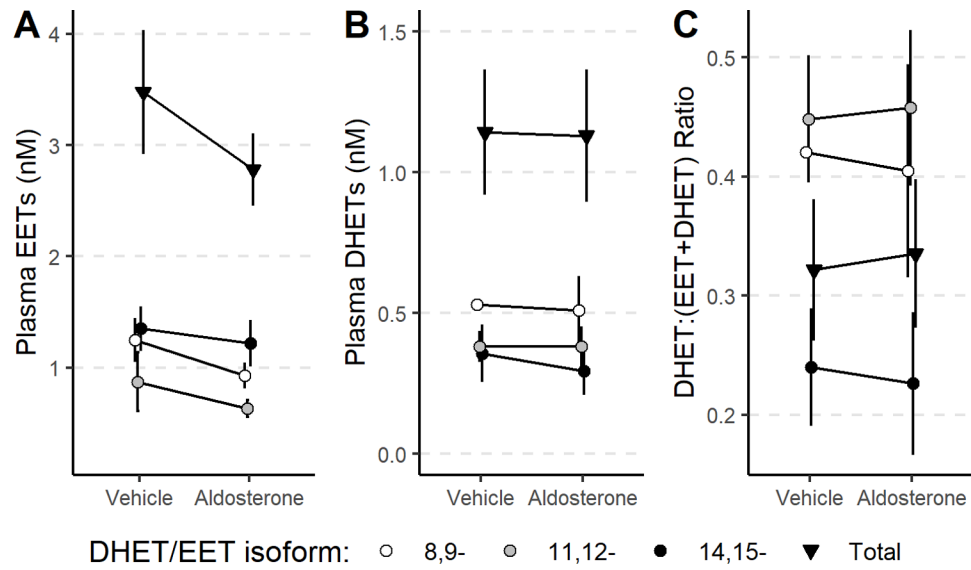 A
B
C
Plasma EETs (nM)
4
3
2
1
Vehicle Aldosterone
Plasma DHETs (nM)
1.5
1.0
0.5
0.0
Vehicle Aldosterone
DHET:(EET+DHET) Ratio
0.5
0.4
0.3
0.2
Vehicle Aldosterone
DHET/EET isoform: 8,9- 11,12- 14,15- Total